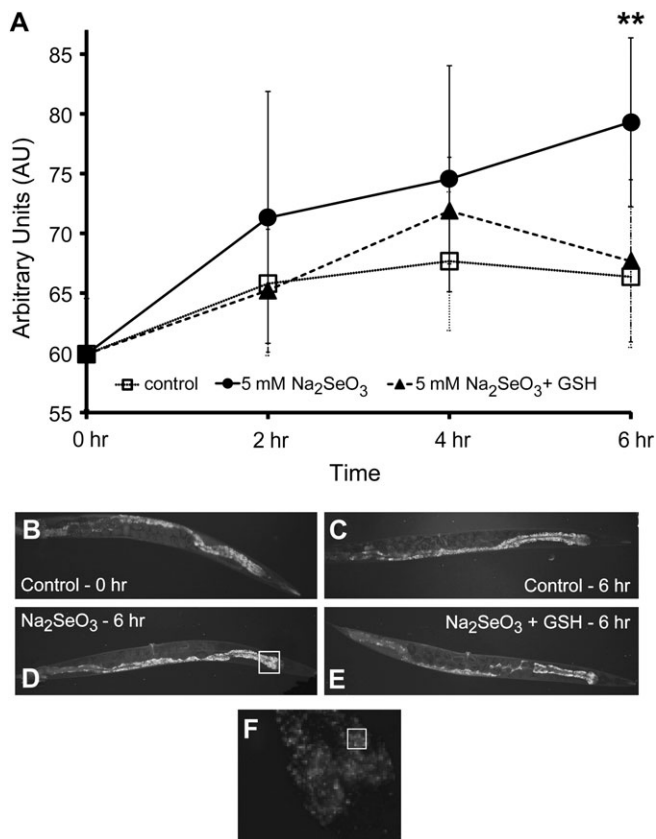 A
**
85
80
75
70
65
60
55
Arbitrary Units (AU)
control 5 mM Na₂SeO₃ 5 mM Na₂SeO₃+ GSH
0 hr 2 hr 4 hr 6 hr
Time
B
Control - 0 hr
C
Control - 6 hr
Na₂SeO₃ - 6 hr
D
Na₂SeO₃ + GSH - 6 hr
E
F